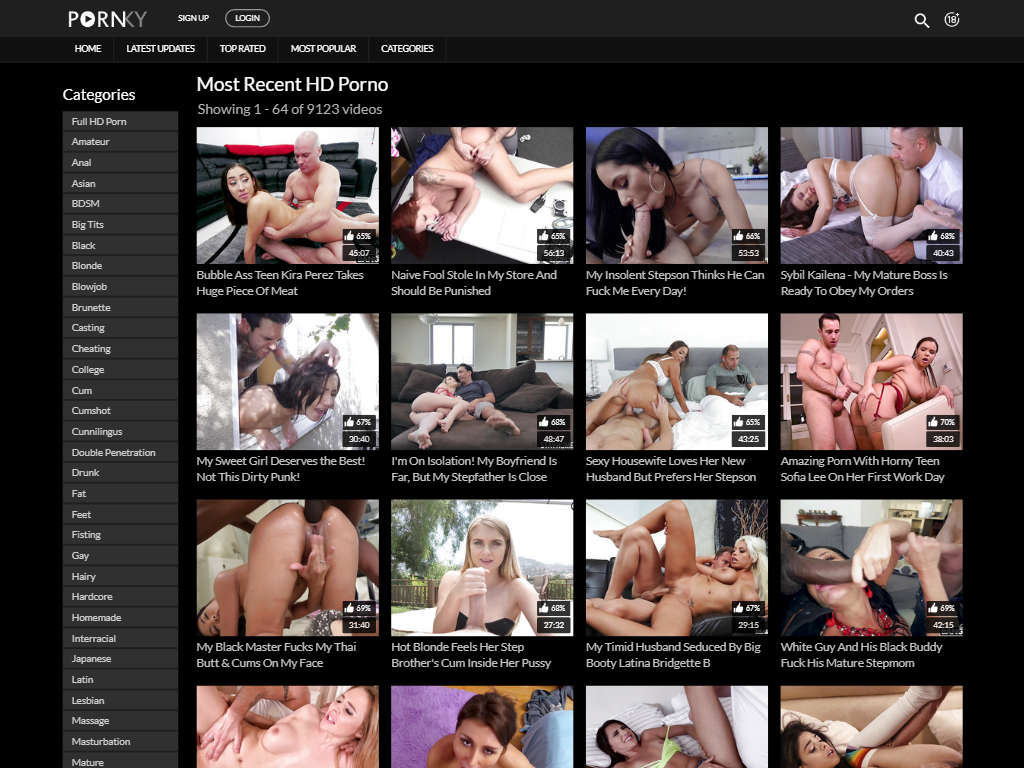 PORNKY
SIGN UP
LOGIN
18+
HOME
LATEST UPDATES
TOP RATED
MOST POPULAR
CATEGORIES
Categories
Full HD Porn
Amateur
Anal
Asian
BDSM
Big Tits
Black
Blonde
Blowjob
Brunette
Casting
Cheating
College
Cum
Cumshot
Cunnilingus
Double Penetration
Drunk
Fat
Feet
Fisting
Gay
Hairy
Hardcore
Homemade
Interracial
Japanese
Latin
Lesbian
Massage
Masturbation
Mature
Most Recent HD Porno
Showing 1 - 64 of 9123 videos
65%
45:07
Bubble Ass Teen Kira Perez Takes
Huge Piece Of Meat
65%
56:13
Naive Fool Stole In My Store And
Should Be Punished
66%
53:53
My Insolent Stepson Thinks He Can
Fuck Me Every Day!
68%
40:43
Sybil Kailena - My Mature Boss Is
Ready To Obey My Orders
67%
30:40
My Sweet Girl Deserves the Best!
Not This Dirty Punk!
68%
48:47
I'm On Isolation! My Boyfriend Is
Far, But My Stepfather Is Close
65%
43:25
Sexy Housewife Loves Her New
Husband But Prefers Her Stepson
70%
38:03
Amazing Porn With Horny Teen
Sofia Lee On Her First Work Day
69%
31:40
My Black Master Fucks My Thai
Butt & Cums On My Face
68%
27:32
Hot Blonde Feels Her Step
Brother's Cum Inside Her Pussy
67%
29:15
My Timid Husband Seduced By Big
Booty Latina Bridgette B
69%
42:15
White Guy And His Black Buddy
Fuck His Mature Stepmom